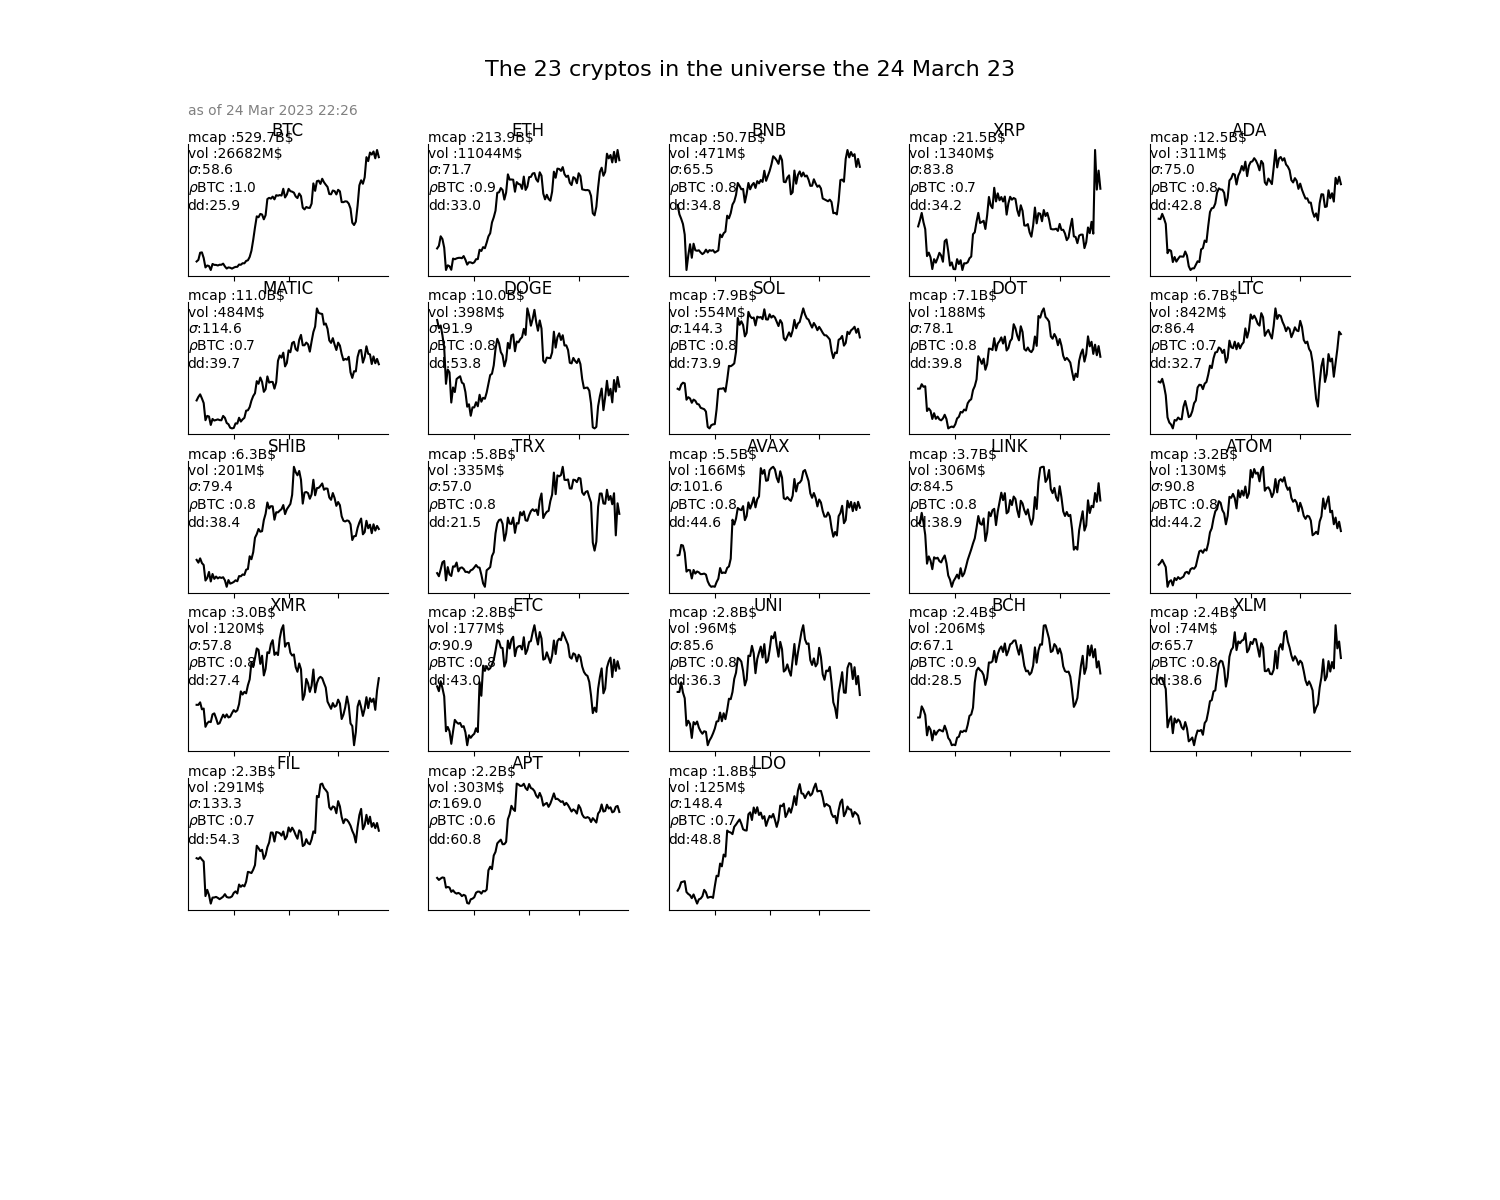 The 23 cryptos in the universe the 24 March 23
as of 24 Mar 2023 22:26
BTC
mcap :529.7B$
vol :26682M$
σ:58.6
ρBTC :1.0
dd:25.9
ETH
mcap :213.9B$
vol :11044M$
σ:71.7
ρBTC :0.9
dd:33.0
BNB
mcap :50.7B$
vol :471M$
σ:65.5
ρBTC :0.8
dd:34.8
XRP
mcap :21.5B$
vol :1340M$
σ:83.8
ρBTC :0.7
dd:34.2
ADA
mcap :12.5B$
vol :311M$
σ:75.0
ρBTC :0.8
dd:42.8
MATIC
mcap :11.0B$
vol :484M$
σ:114.6
ρBTC :0.7
dd:39.7
DOGE
mcap :10.0B$
vol :398M$
σ:91.9
ρBTC :0.8
dd:53.8
SOL
mcap :7.9B$
vol :554M$
σ:144.3
ρBTC :0.8
dd:73.9
DOT
mcap :7.1B$
vol :188M$
σ:78.1
ρBTC :0.8
dd:39.8
LTC
mcap :6.7B$
vol :842M$
σ:86.4
ρBTC :0.7
dd:32.7
SHIB
mcap :6.3B$
vol :201M$
σ:79.4
ρBTC :0.8
dd:38.4
TRX
mcap :5.8B$
vol :335M$
σ:57.0
ρBTC :0.8
dd:21.5
AVAX
mcap :5.5B$
vol :166M$
σ:101.6
ρBTC :0.8
dd:44.6
LINK
mcap :3.7B$
vol :306M$
σ:84.5
ρBTC :0.8
dd:38.9
ATOM
mcap :3.2B$
vol :130M$
σ:90.8
ρBTC :0.8
dd:44.2
XMR
mcap :3.0B$
vol :120M$
σ:57.8
ρBTC :0.8
dd:27.4
ETC
mcap :2.8B$
vol :177M$
σ:90.9
ρBTC :0.8
dd:43.0
UNI
mcap :2.8B$
vol :96M$
σ:85.6
ρBTC :0.8
dd:36.3
BCH
mcap :2.4B$
vol :206M$
σ:67.1
ρBTC :0.9
dd:28.5
XLM
mcap :2.4B$
vol :74M$
σ:65.7
ρBTC :0.8
dd:38.6
FIL
mcap :2.3B$
vol :291M$
σ:133.3
ρBTC :0.7
dd:54.3
APT
mcap :2.2B$
vol :303M$
σ:169.0
ρBTC :0.6
dd:60.8
LDO
mcap :1.8B$
vol :125M$
σ:148.4
ρBTC :0.7
dd:48.8